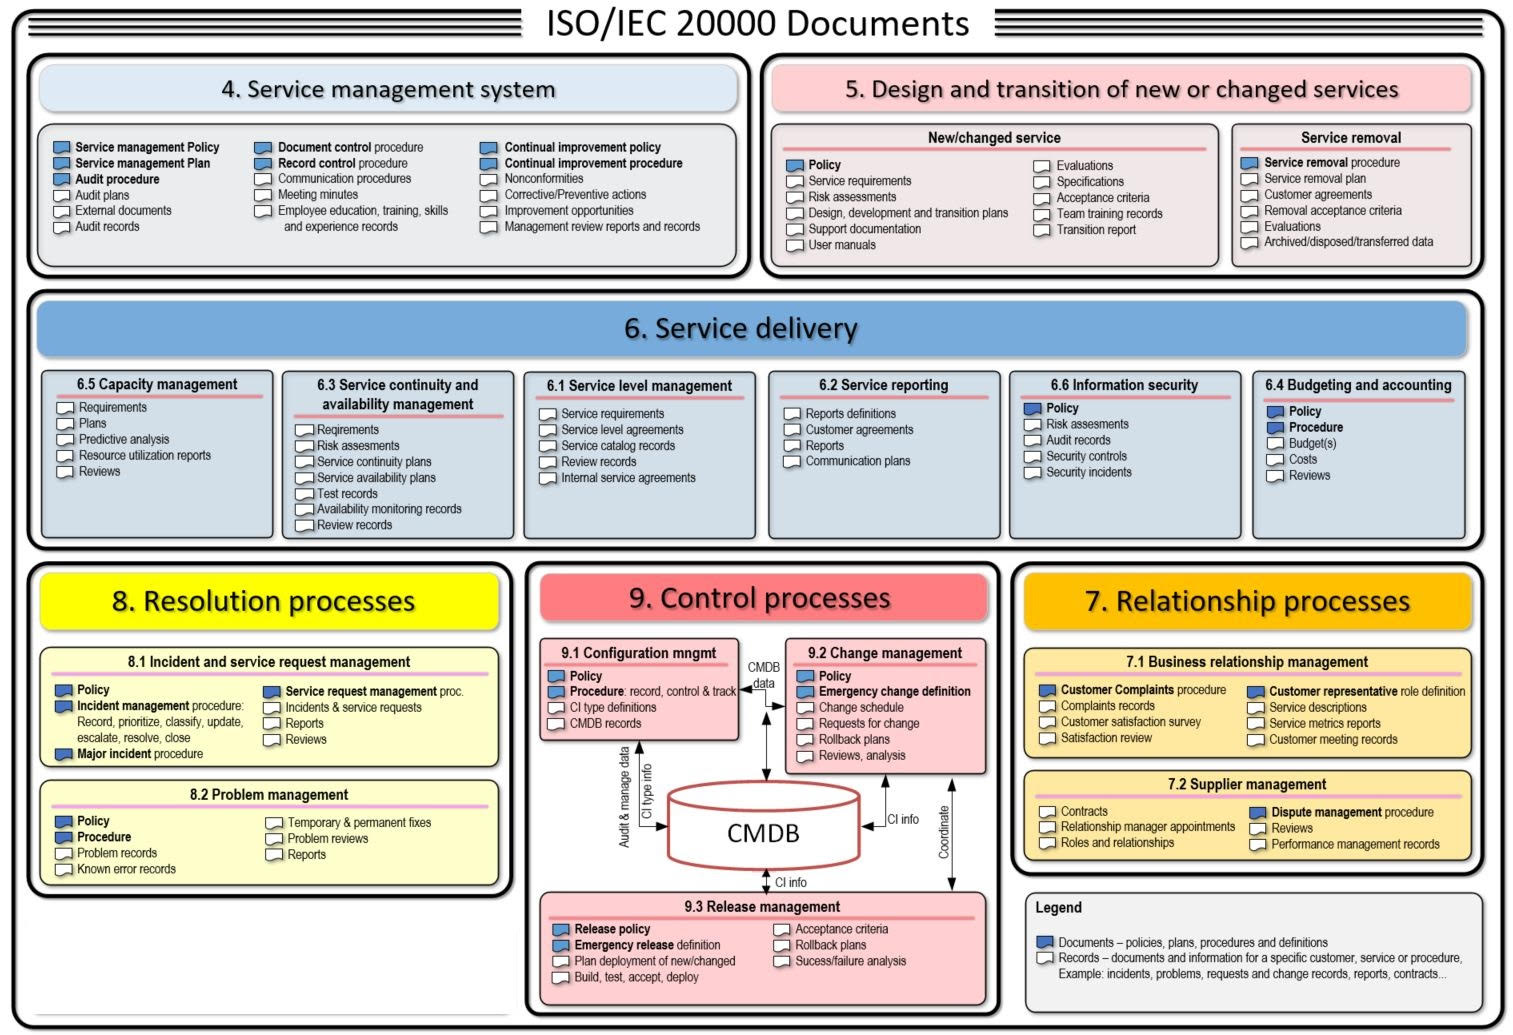 ISO/IEC 20000 Documents
4. Service management system
Service management Policy
Service management Plan
Audit procedure
Audit plans
External documents
Audit records
Document control procedure
Record control procedure
Communication procedures
Meeting minutes
Employee education, training, skills
and experience records
Continual improvement policy
Continual improvement procedure
Nonconformities
Corrective/Preventive actions
Improvement opportunities
Management review reports and records
5. Design and transition of new or changed services
New/changed service
Policy
Service requirements
Risk assessments
Design, development and transition plans
Support documentation
User manuals
Evaluations
Specifications
Acceptance criteria
Team training records
Transition report
Service removal
Service removal procedure
Service removal plan
Customer agreements
Removal acceptance criteria
Evaluations
Archived/disposed/transferred data
6. Service delivery
6.5 Capacity management
Requirements
Plans
Predictive analysis
Resource utilization reports
Reviews
6.3 Service continuity and
availability management
Reqirements
Risk assesments
Service continuity plans
Service availability plans
Test records
Availability monitoring records
Review records
6.1 Service level management
Service requirements
Service level agreements
Service catalog records
Review records
Internal service agreements
6.2 Service reporting
Reports definitions
Customer agreements
Reports
Communication plans
6.6 Information security
Policy
Risk assesments
Audit records
Security controls
Security incidents
6.4 Budgeting and accounting
Policy
Procedure
Budget(s)
Costs
Reviews
8. Resolution processes
8.1 Incident and service request management
Policy
Incident management procedure:
Record, prioritize, classify, update,
escalate, resolve, close
Major incident procedure
Service request management proc.
Incidents & service requests
Reports
Reviews
8.2 Problem management
Policy
Procedure
Problem records
Known error records
Temporary & permanent fixes
Problem reviews
Reports
9. Control processes
9.1 Configuration mngmt
Policy
Procedure: record, control & track
CI type definitions
CMDB records
CMDB
data
9.2 Change management
Policy
Emergency change definition
Change schedule
Requests for change
Rollback plans
Reviews, analysis
Audit & manage data
CI type info
CMDB
CI info
Coordinate
CI info
9.3 Release management
Release policy
Emergency release definition
Plan deployment of new/changed
Build, test, accept, deploy
Acceptance criteria
Rollback plans
Sucess/failure analysis
7. Relationship processes
7.1 Business relationship management
Customer Complaints procedure
Complaints records
Customer satisfaction survey
Satisfaction review
Customer representative role definition
Service descriptions
Service metrics reports
Customer meeting records
7.2 Supplier management
Contracts
Relationship manager appointments
Roles and relationships
Dispute management procedure
Reviews
Performance management records
Legend
Documents – policies, plans, procedures and definitions
Records – documents and information for a specific customer, service or procedure,
Example: incidents, problems, requests and change records, reports, contracts...